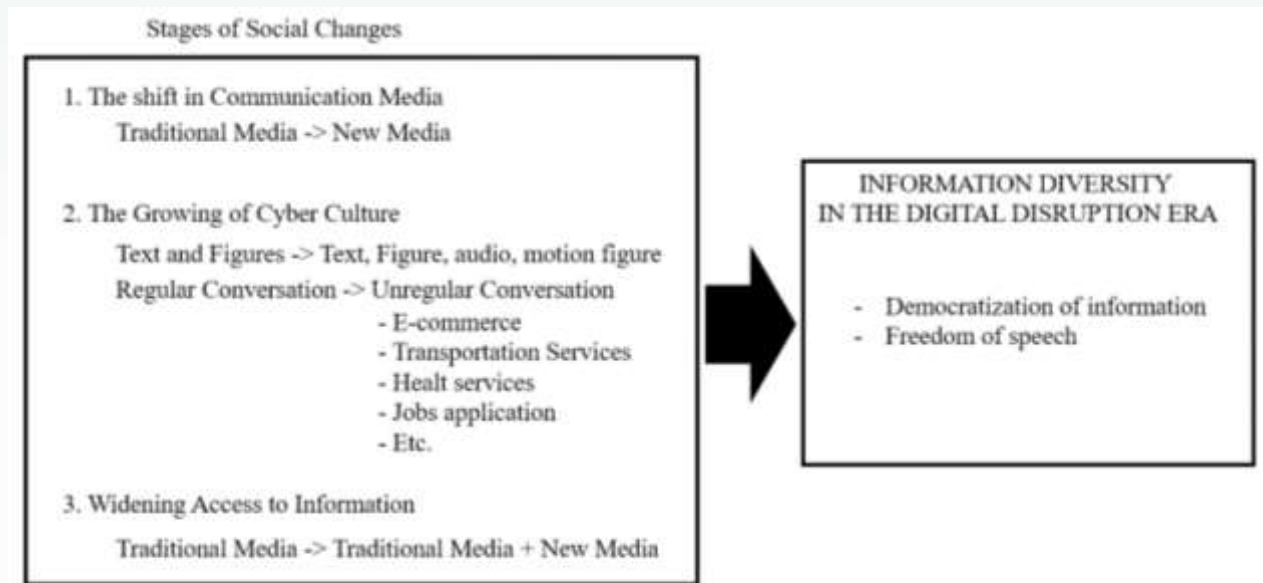 Stages of Social Changes
1. The shift in Communication Media
Traditional Media -> New Media
2. The Growing of Cyber Culture
Text and Figures -> Text, Figure, audio, motion figure
Regular Conversation -> Unregular Conversation
- E-commerce
- Transportation Services
- Healt services
- Jobs application
- Etc.
3. Widening Access to Information
Traditional Media -> Traditional Media + New Media
INFORMATION DIVERSITY
IN THE DIGITAL DISRUPTION ERA
- Democratization of information
- Freedom of speech